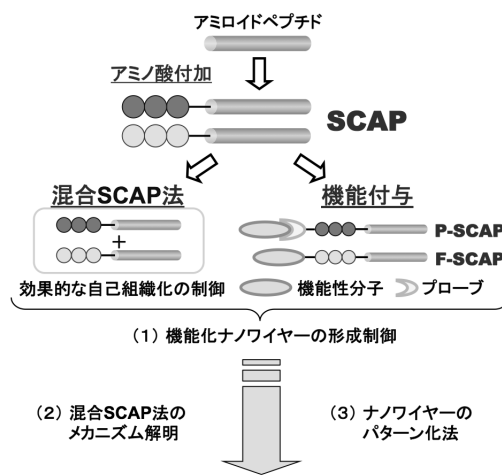 アミロイドペプチド
アミノ酸付加
SCAP
混合SCAP法
機能付与
+
P-SCAP
F-SCAP
効果的な自己組織化の制御
機能性分子 プローブ
(1) 機能化ナノワイヤーの形成制御
(2) 混合SCAP法の
メカニズム解明
(3) ナノワイヤーの
パターン化法